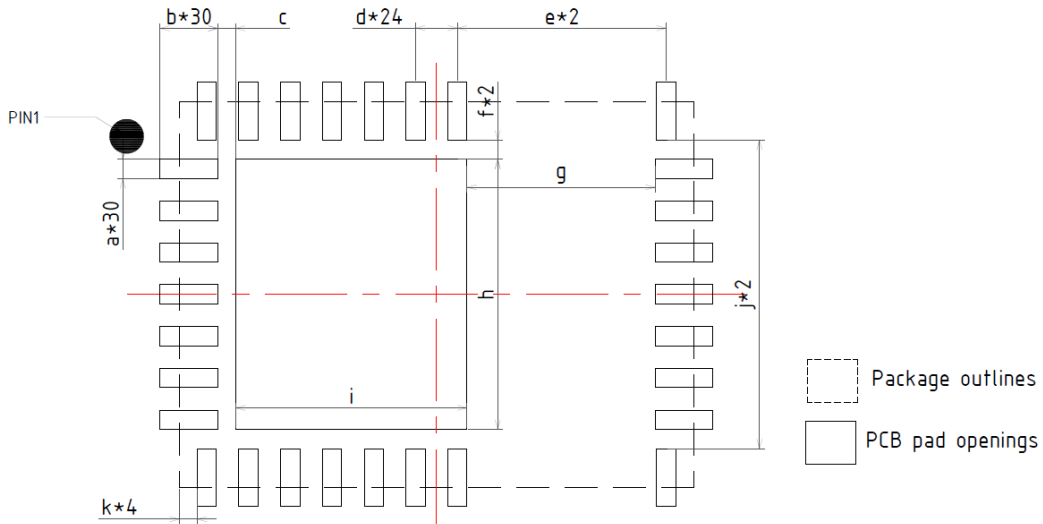 b*30
c
d*24
e*2
f*2
PIN1
g
a*30
h
j*2
i
Package outlines
PCB pad openings
k*4